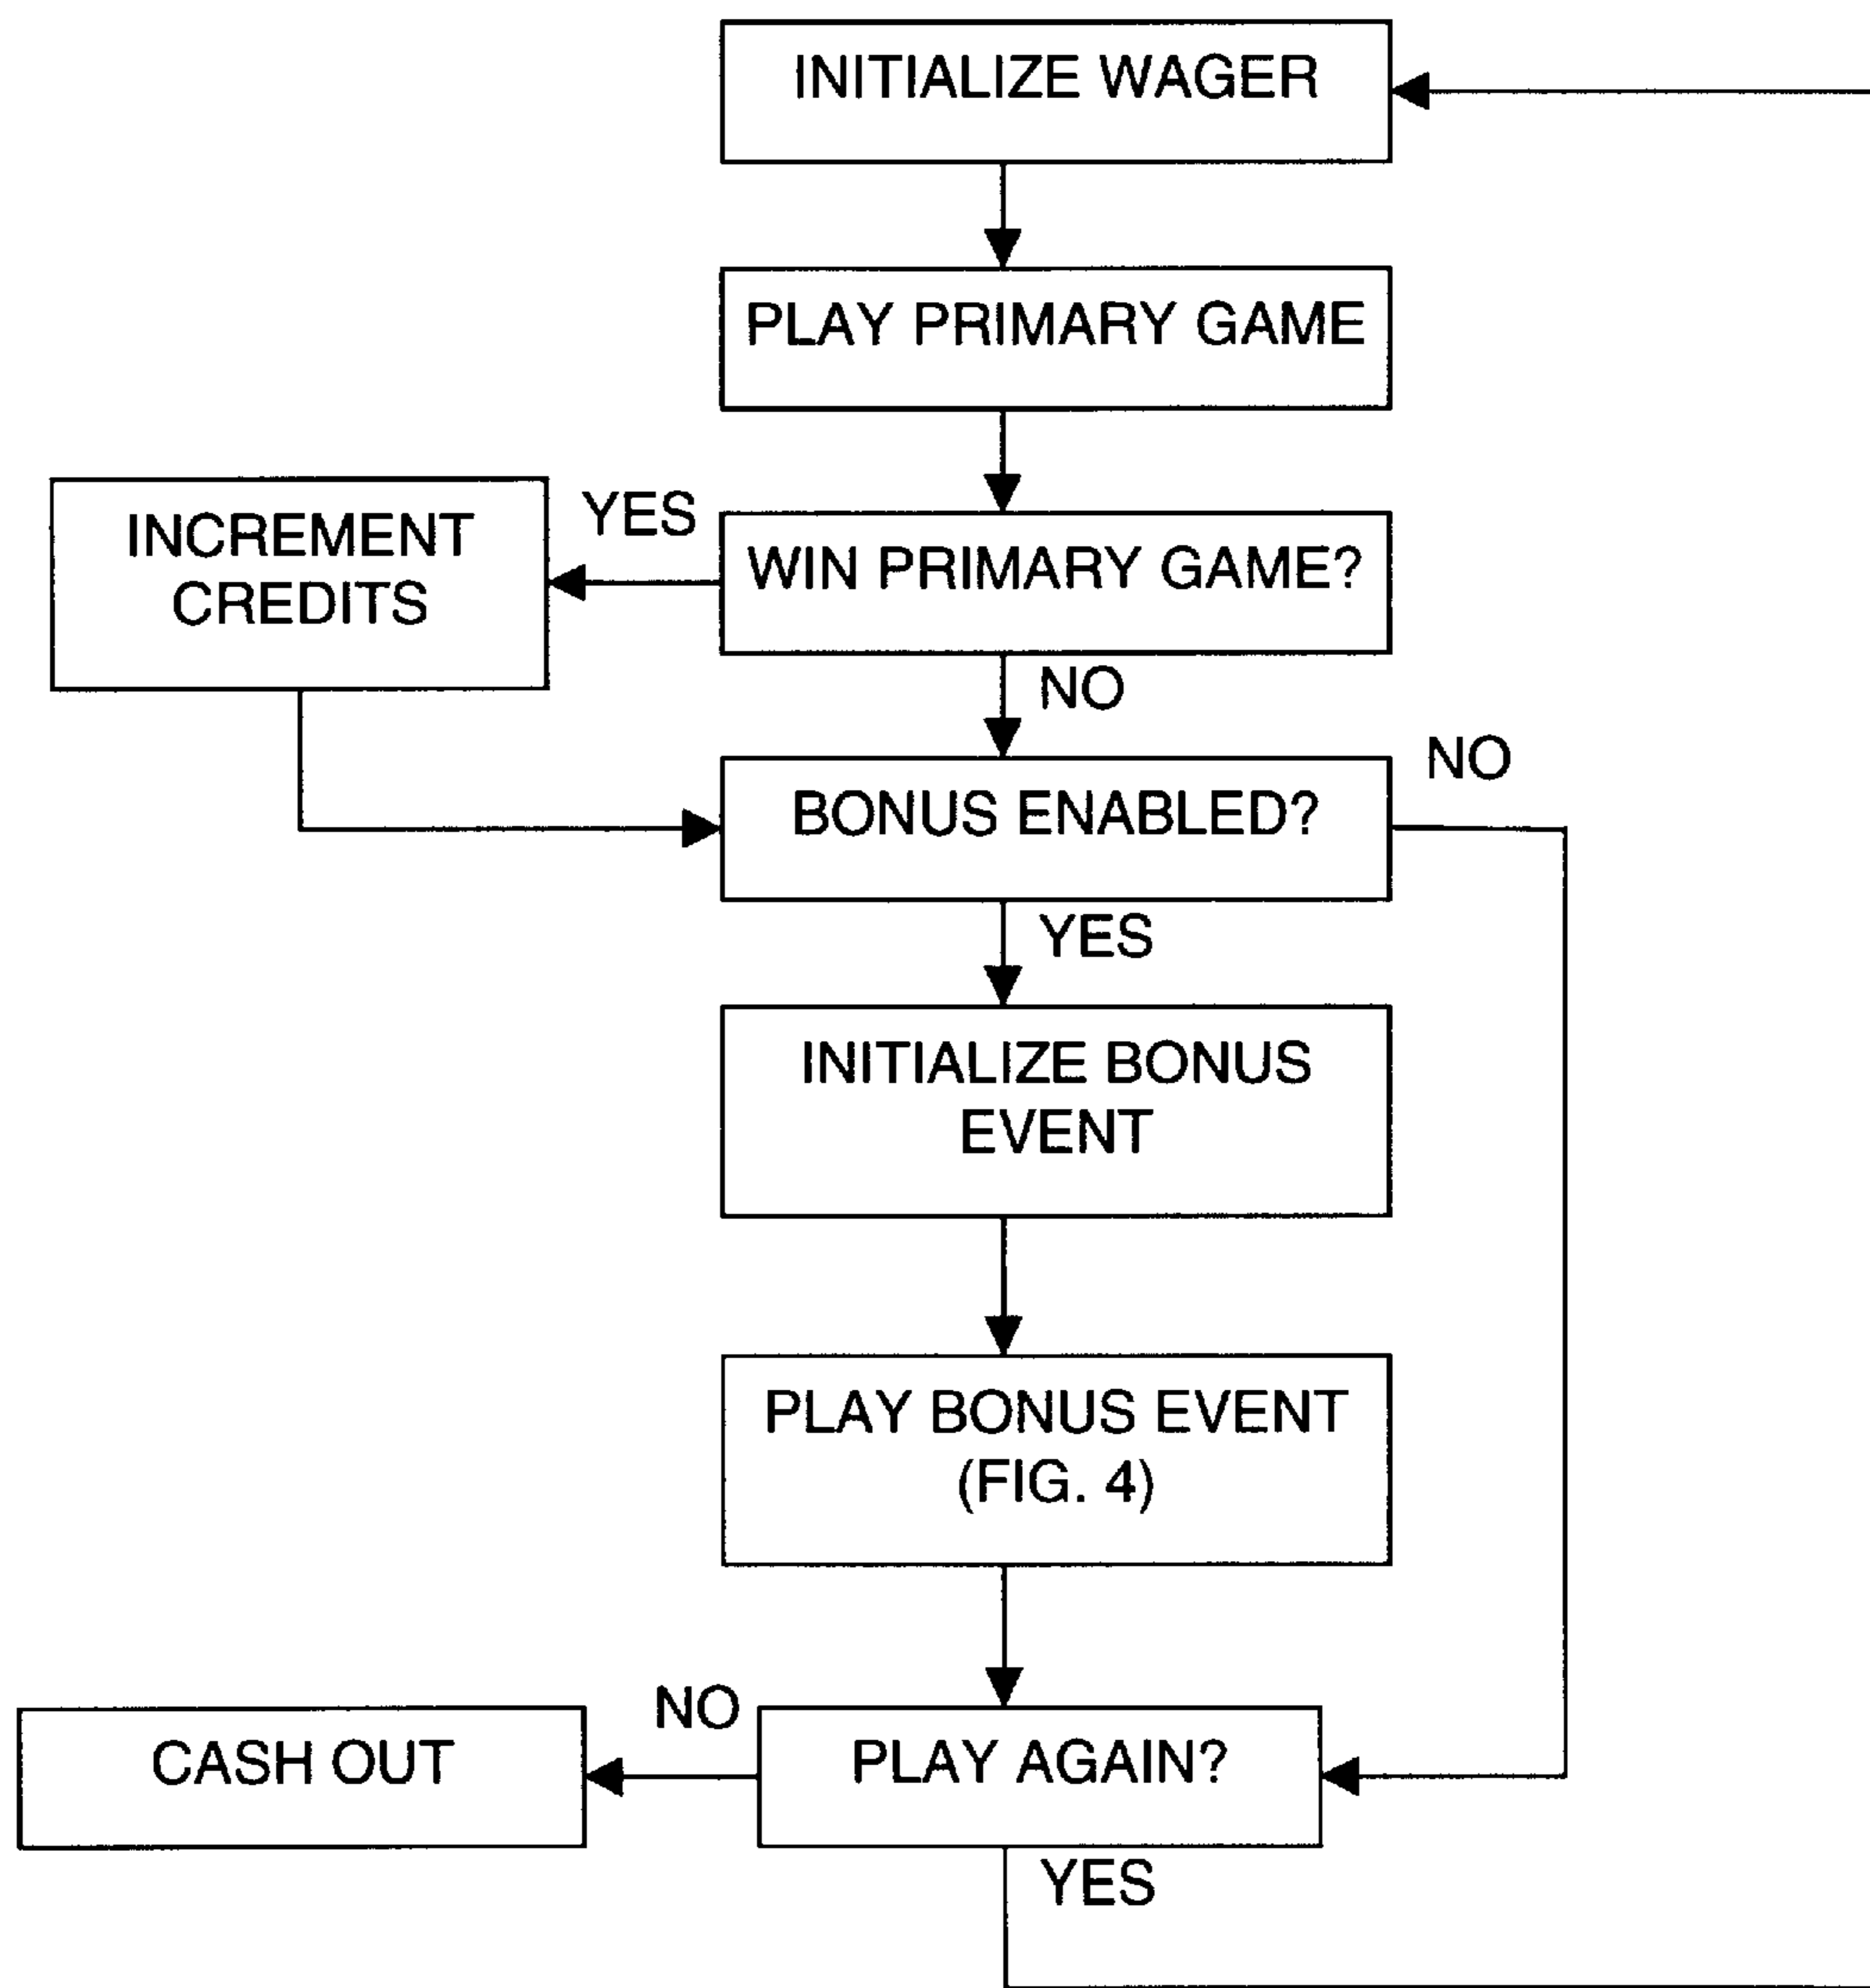 INITIALIZE WAGER
PLAY PRIMARY GAME
INCREMENT
CREDITS
YES
WIN PRIMARY GAME?
NO
BONUS ENABLED?
NO
YES
INITIALIZE BONUS
EVENT
PLAY BONUS EVENT
(FIG. 4)
CASH OUT
NO
PLAY AGAIN?
YES